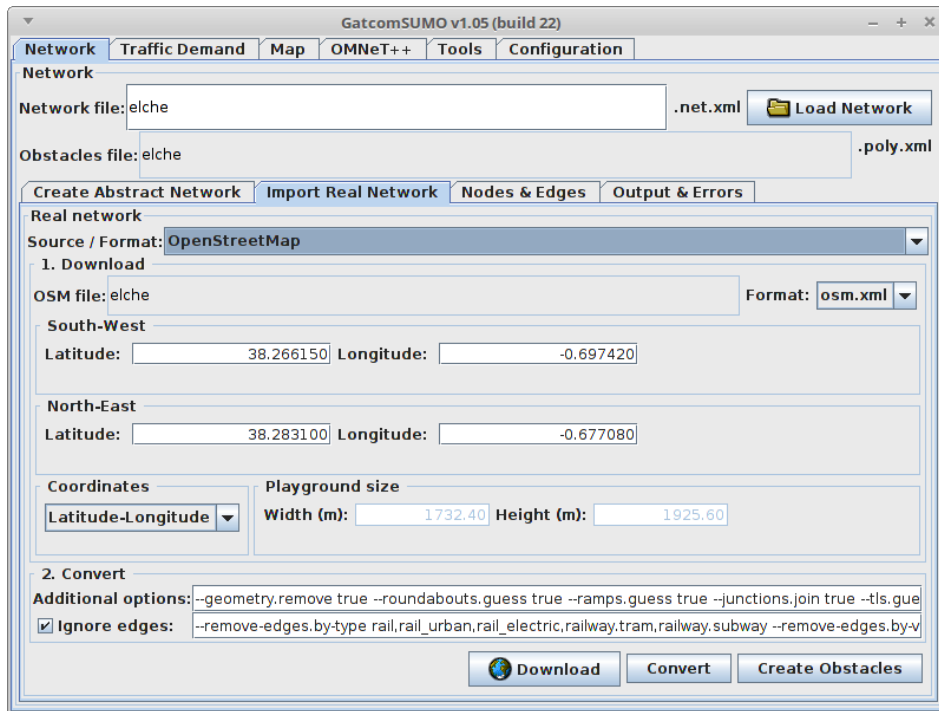 GatcomSUMO v1.05 (build 22)
Network Traffic Demand Map OMNeT++ Tools Configuration
Network
Network file: elche .net.xml Load Network
Obstacles file: elche .poly.xml
Create Abstract Network Import Real Network Nodes & Edges Output & Errors
Real network
Source / Format: OpenStreetMap
1. Download
OSM file: elche Format: osm.xml
South-West
Latitude: 38.266150 Longitude: -0.697420
North-East
Latitude: 38.283100 Longitude: -0.677080
Coordinates Playground size
Latitude-Longitude Width (m): 1732.40 Height (m): 1925.60
2. Convert
Additional options: --geometry.remove true --roundabouts.guess true --ramps.guess true --junctions.join true --tls.gue
Ignore edges: --remove-edges.by-type rail,rail_urban,rail_electric,railway.tram,railway.subway --remove-edges.by-v
Download Convert Create Obstacles